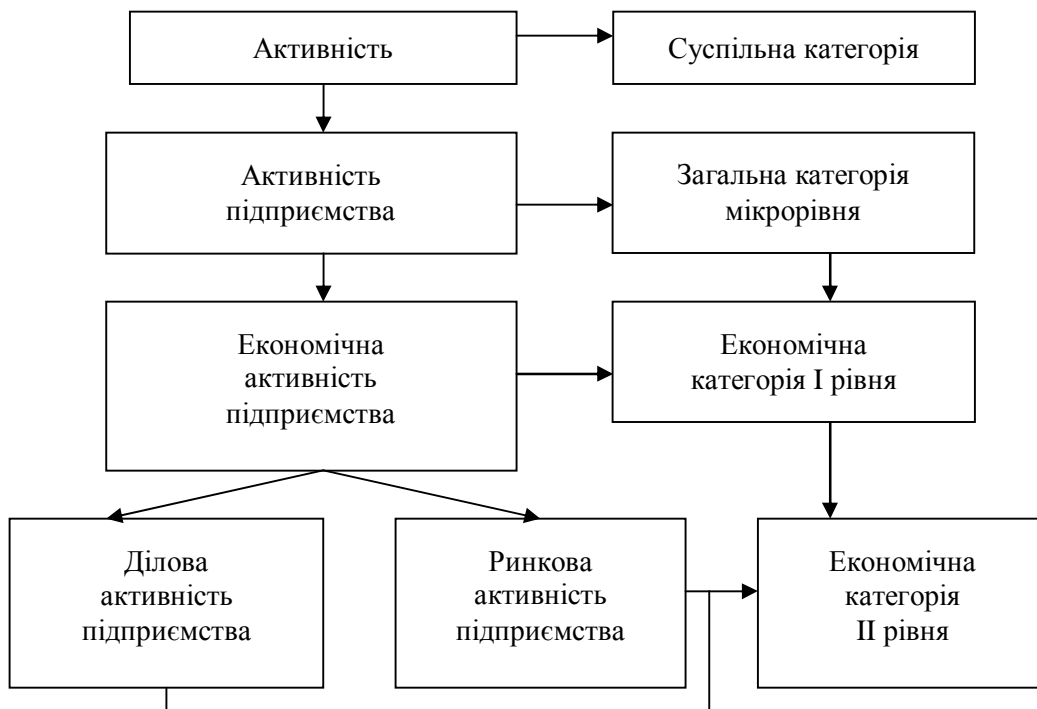 Активність
Суспільна категорія
Активність
підприємства
Загальна категорія
мікрорівня
Економічна
активність
підприємства
Економічна
категорія І рівня
Ділова
активність
підприємства
Ринкова
активність
підприємства
Економічна
категорія
ІІ рівня